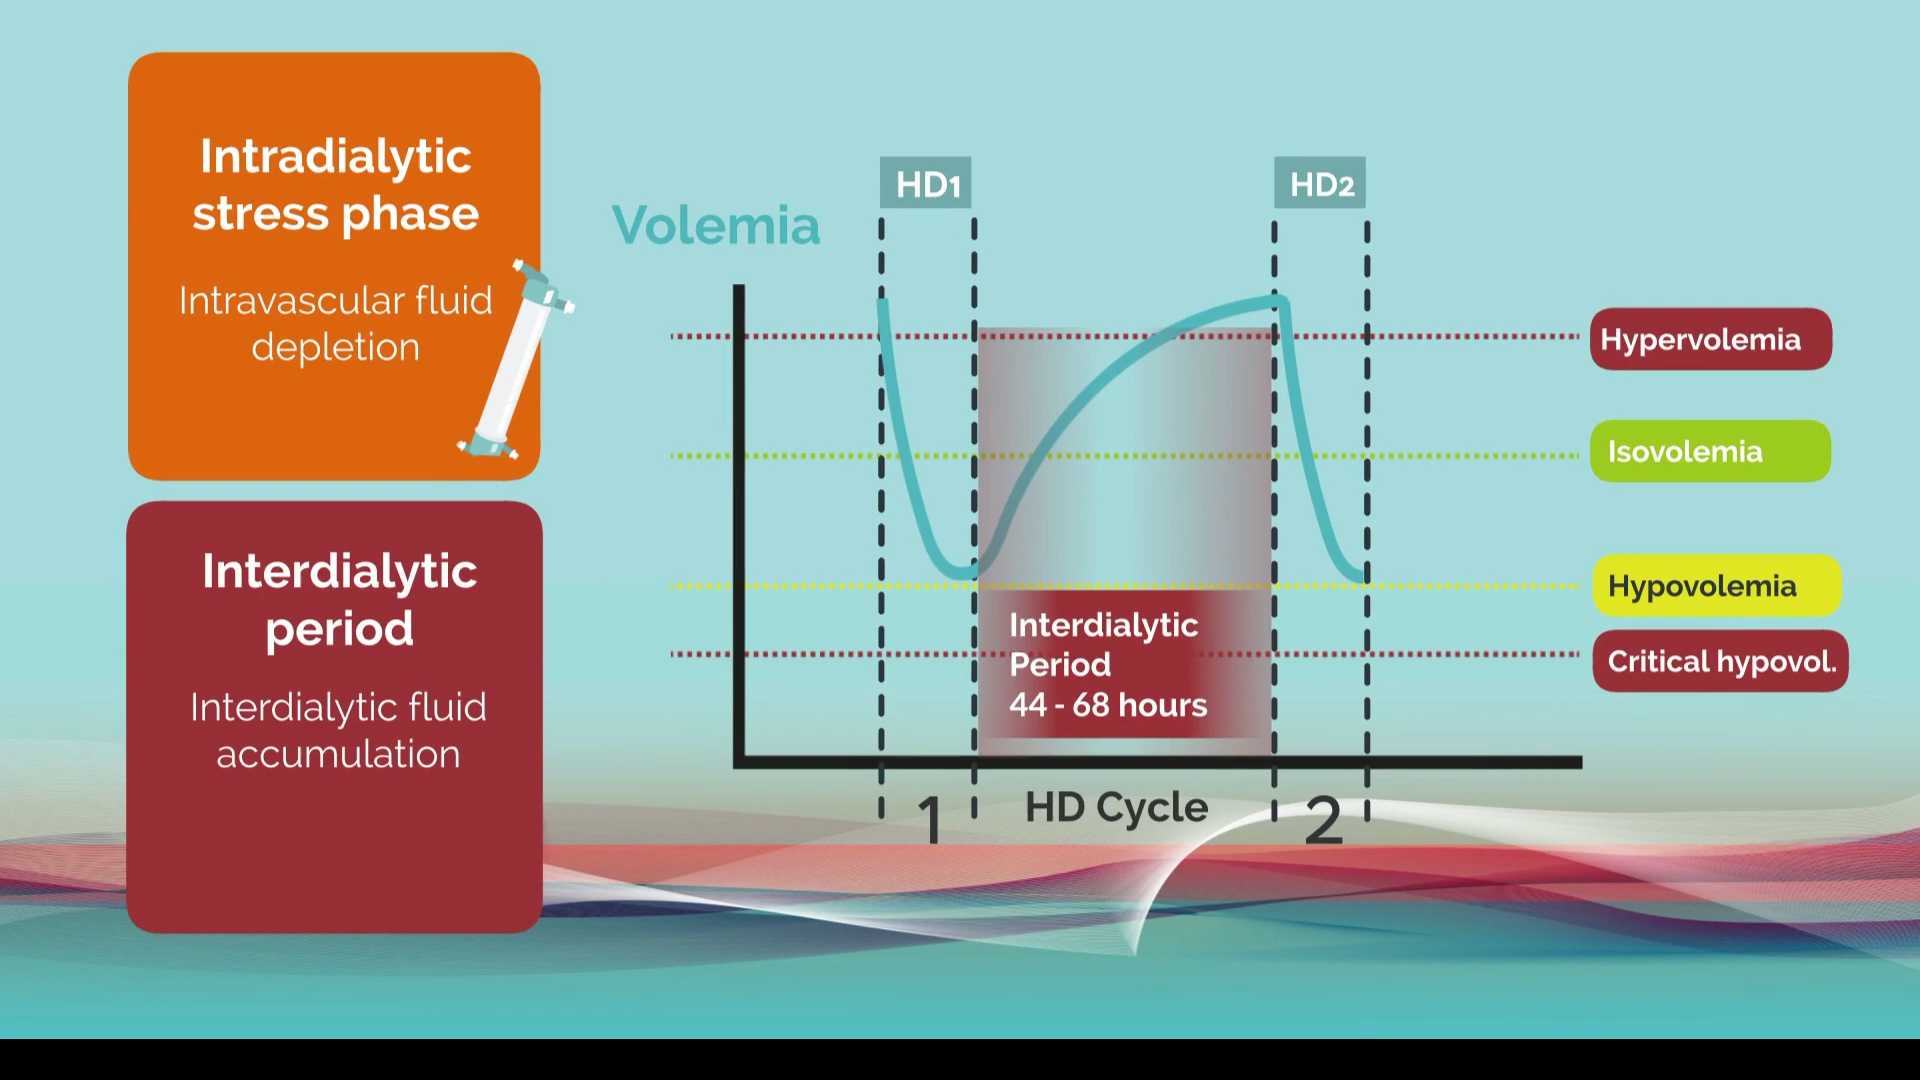 Intradialytic
stress phase
Intravascular fluid
depletion
Interdialytic
period
Interdialytic fluid
accumulation
Volemia
HD1
HD2
Hypervolemia
Isovolemia
Hypovolemia
Critical hypovol.
Interdialytic
Period
44 - 68 hours
1
HD Cycle
2